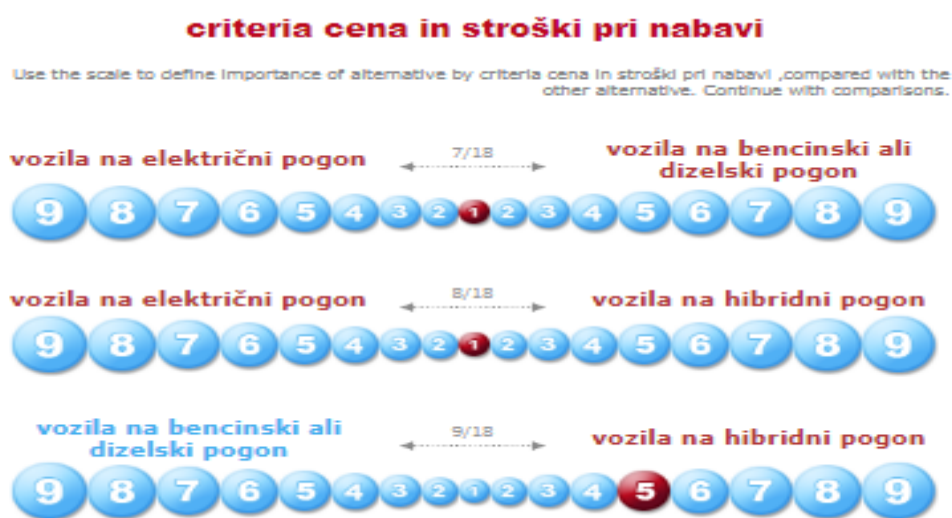 criteria cena in stroški pri nabavi
Use the scale to define importance of alternative by criteria cena in stroški pri nabavi ,compared with the
other alternative. Continue with comparisons.
vozila na električni pogon
7/18
vozila na bencinski ali
dizelski pogon
9 8 7 6 5 4 3 2 1 2 3 4 5 6 7 8 9
vozila na električni pogon
8/18
vozila na hibridni pogon
9 8 7 6 5 4 3 2 1 2 3 4 5 6 7 8 9
vozila na bencinski ali
dizelski pogon
9/18
vozila na hibridni pogon
9 8 7 6 5 4 3 2 1 2 3 4 5 6 7 8 9